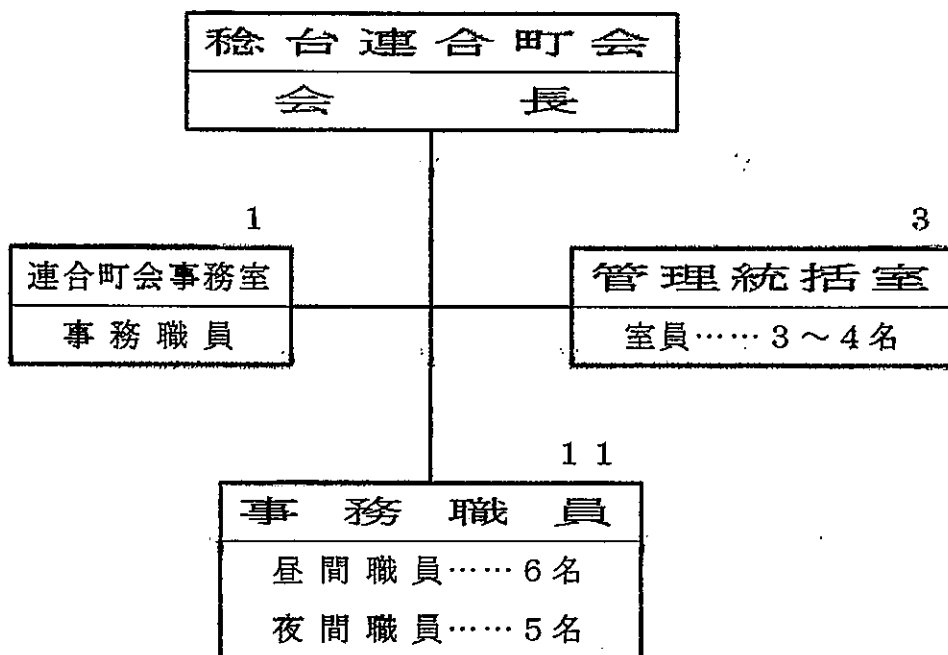 稔台連合町会
会長
1
3
連合町会事務室
管理統括室
事務職員
室員……3～4名
11
事務職員
昼間職員……6名
夜間職員……5名